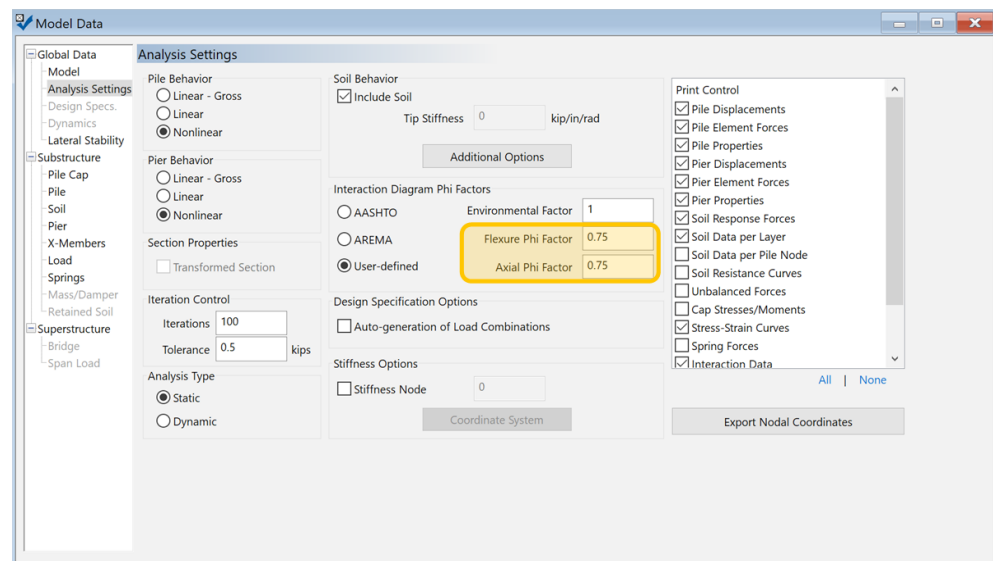 Model Data
Global Data
Model
Analysis Settings
Design Specs.
Dynamics
Lateral Stability
Substructure
Pile Cap
Pile
Soil
Pier
X-Members
Load
Springs
Mass/Damper
Retained Soil
Superstructure
Bridge
Span Load
Analysis Settings
Pile Behavior
Linear - Gross
Linear
Nonlinear
Pier Behavior
Linear - Gross
Linear
Nonlinear
Section Properties
Transformed Section
Iteration Control
Iterations 100
Tolerance 0.5 kips
Analysis Type
Static
Dynamic
Soil Behavior
Include Soil
Tip Stiffness 0 kip/in/rad
Additional Options
Interaction Diagram Phi Factors
AASHTO Environmental Factor 1
AREMA Flexure Phi Factor 0.75
User-defined Axial Phi Factor 0.75
Design Specification Options
Auto-generation of Load Combinations
Stiffness Options
Stiffness Node 0
Coordinate System
Print Control
Pile Displacements
Pile Element Forces
Pile Properties
Pier Displacements
Pier Element Forces
Pier Properties
Soil Response Forces
Soil Data per Layer
Soil Data per Pile Node
Soil Resistance Curves
Unbalanced Forces
Cap Stresses/Moments
Stress-Strain Curves
Spring Forces
Interaction Data
All | None
Export Nodal Coordinates